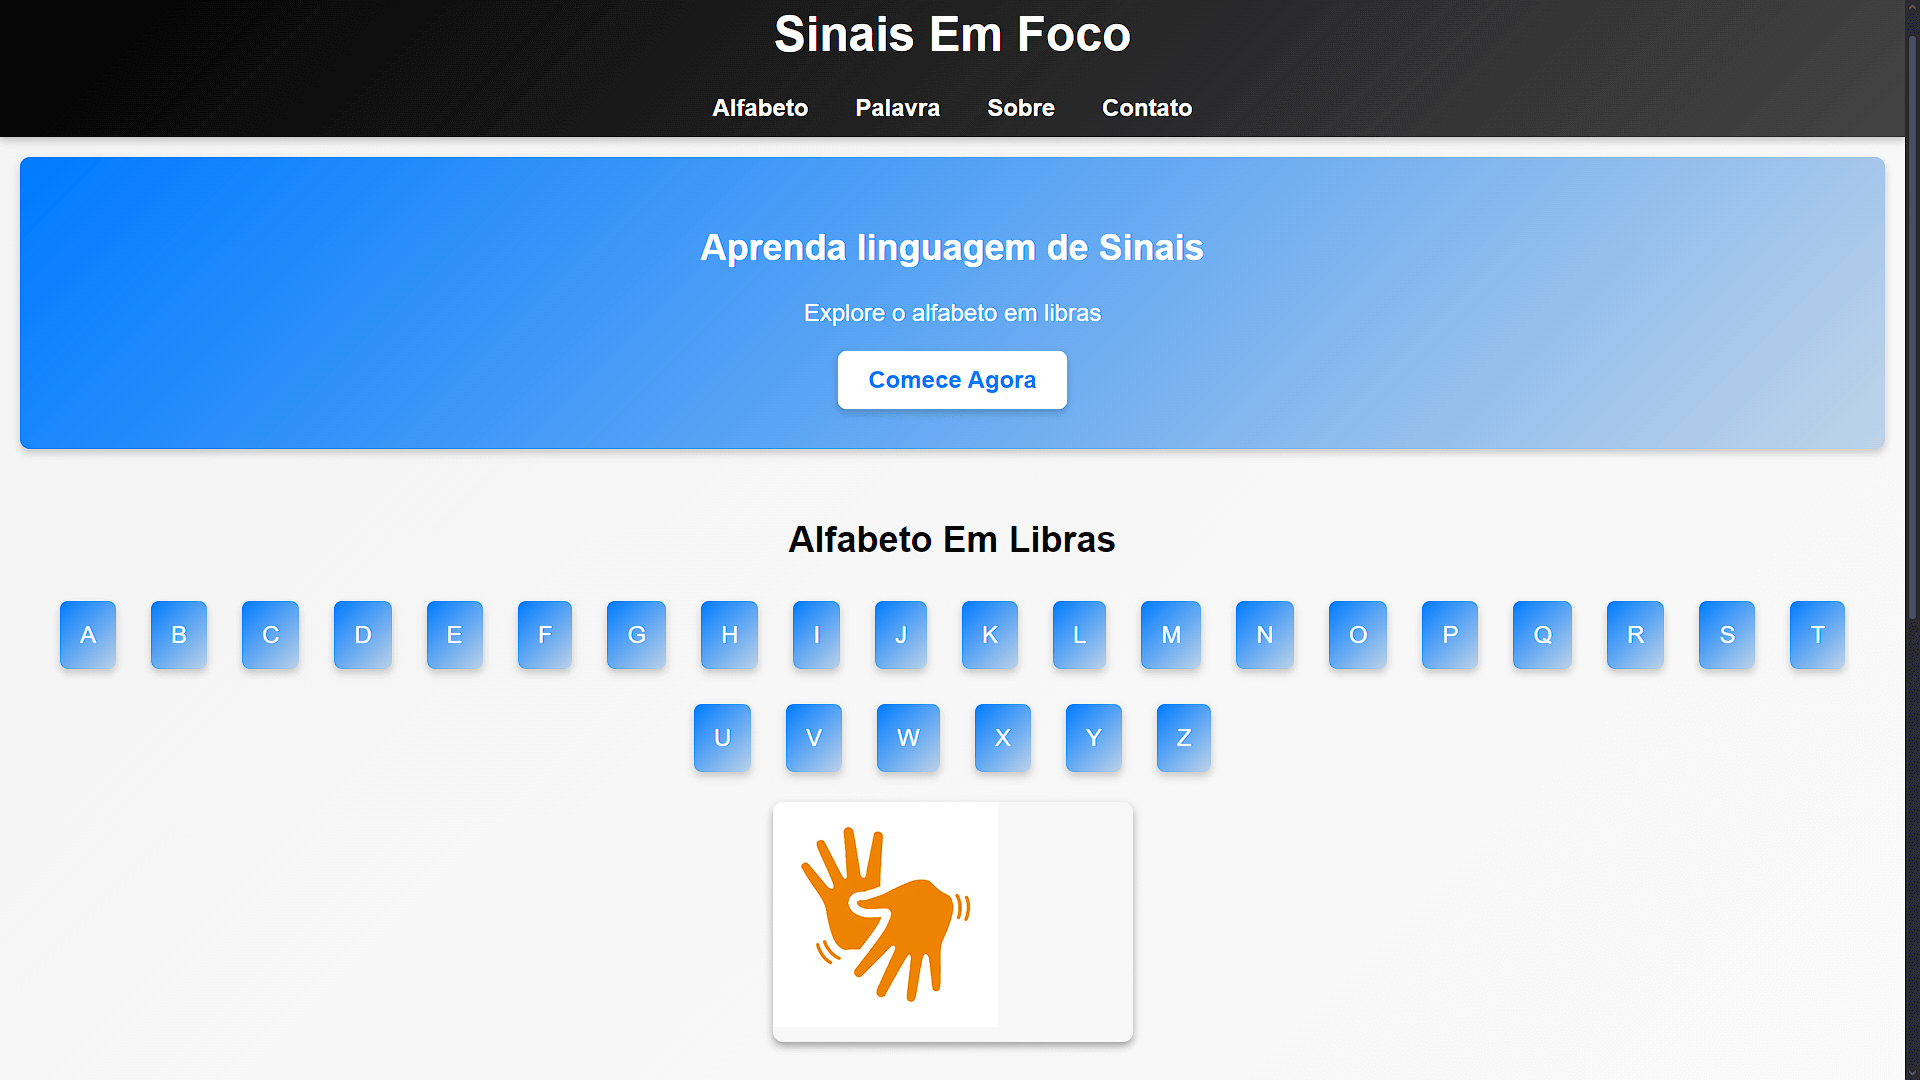 Sinais Em Foco
Alfabeto Palavra Sobre Contato
Aprenda linguagem de Sinais
Explore o alfabeto em libras
Comece Agora
Alfabeto Em Libras
A B C D E F G H I J K L M N O P Q R S T
U V W X Y Z